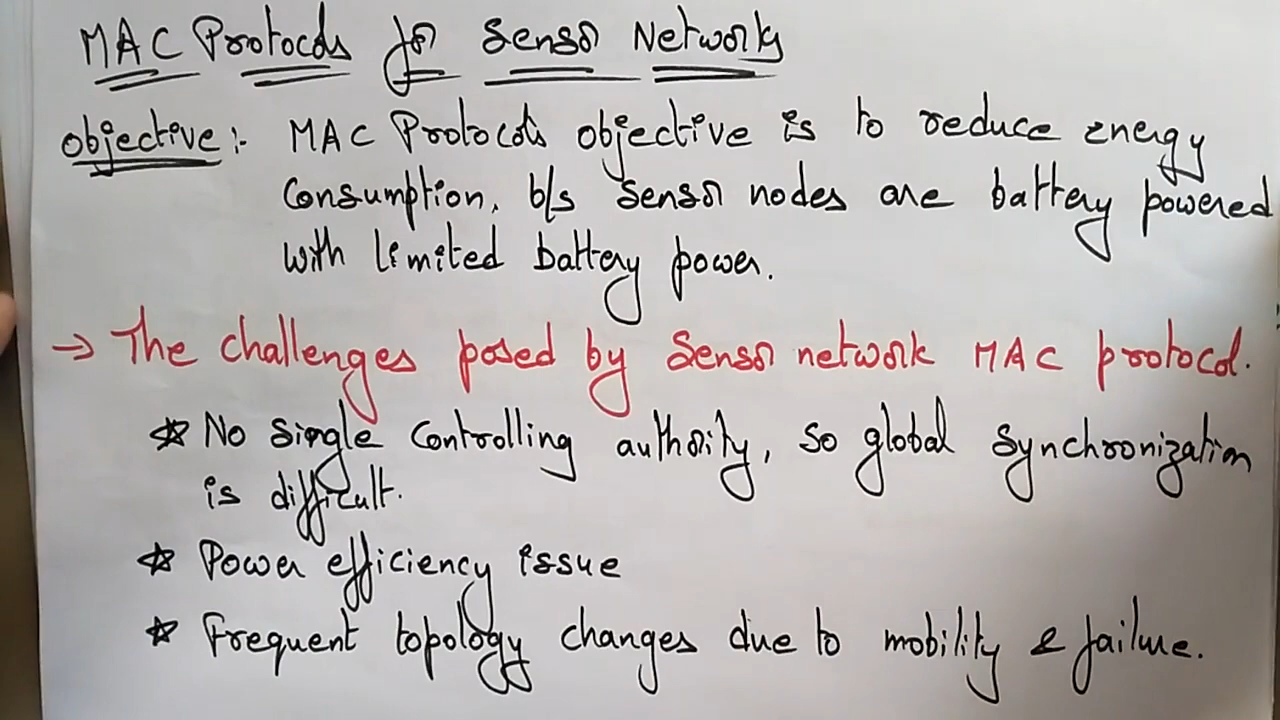 MAC Protocols for Sensor Network
objective:- MAC Protocols objective is to reduce energy
Consumption. b/s sensor nodes are battery powered
with limited battery power.
→ The challenges posed by Sensor network MAC protocol.
☆ No single Controlling authority, so global synchronization
is difficult.
☆ Power efficiency issue
☆ Frequent topology changes due to mobility & failure.